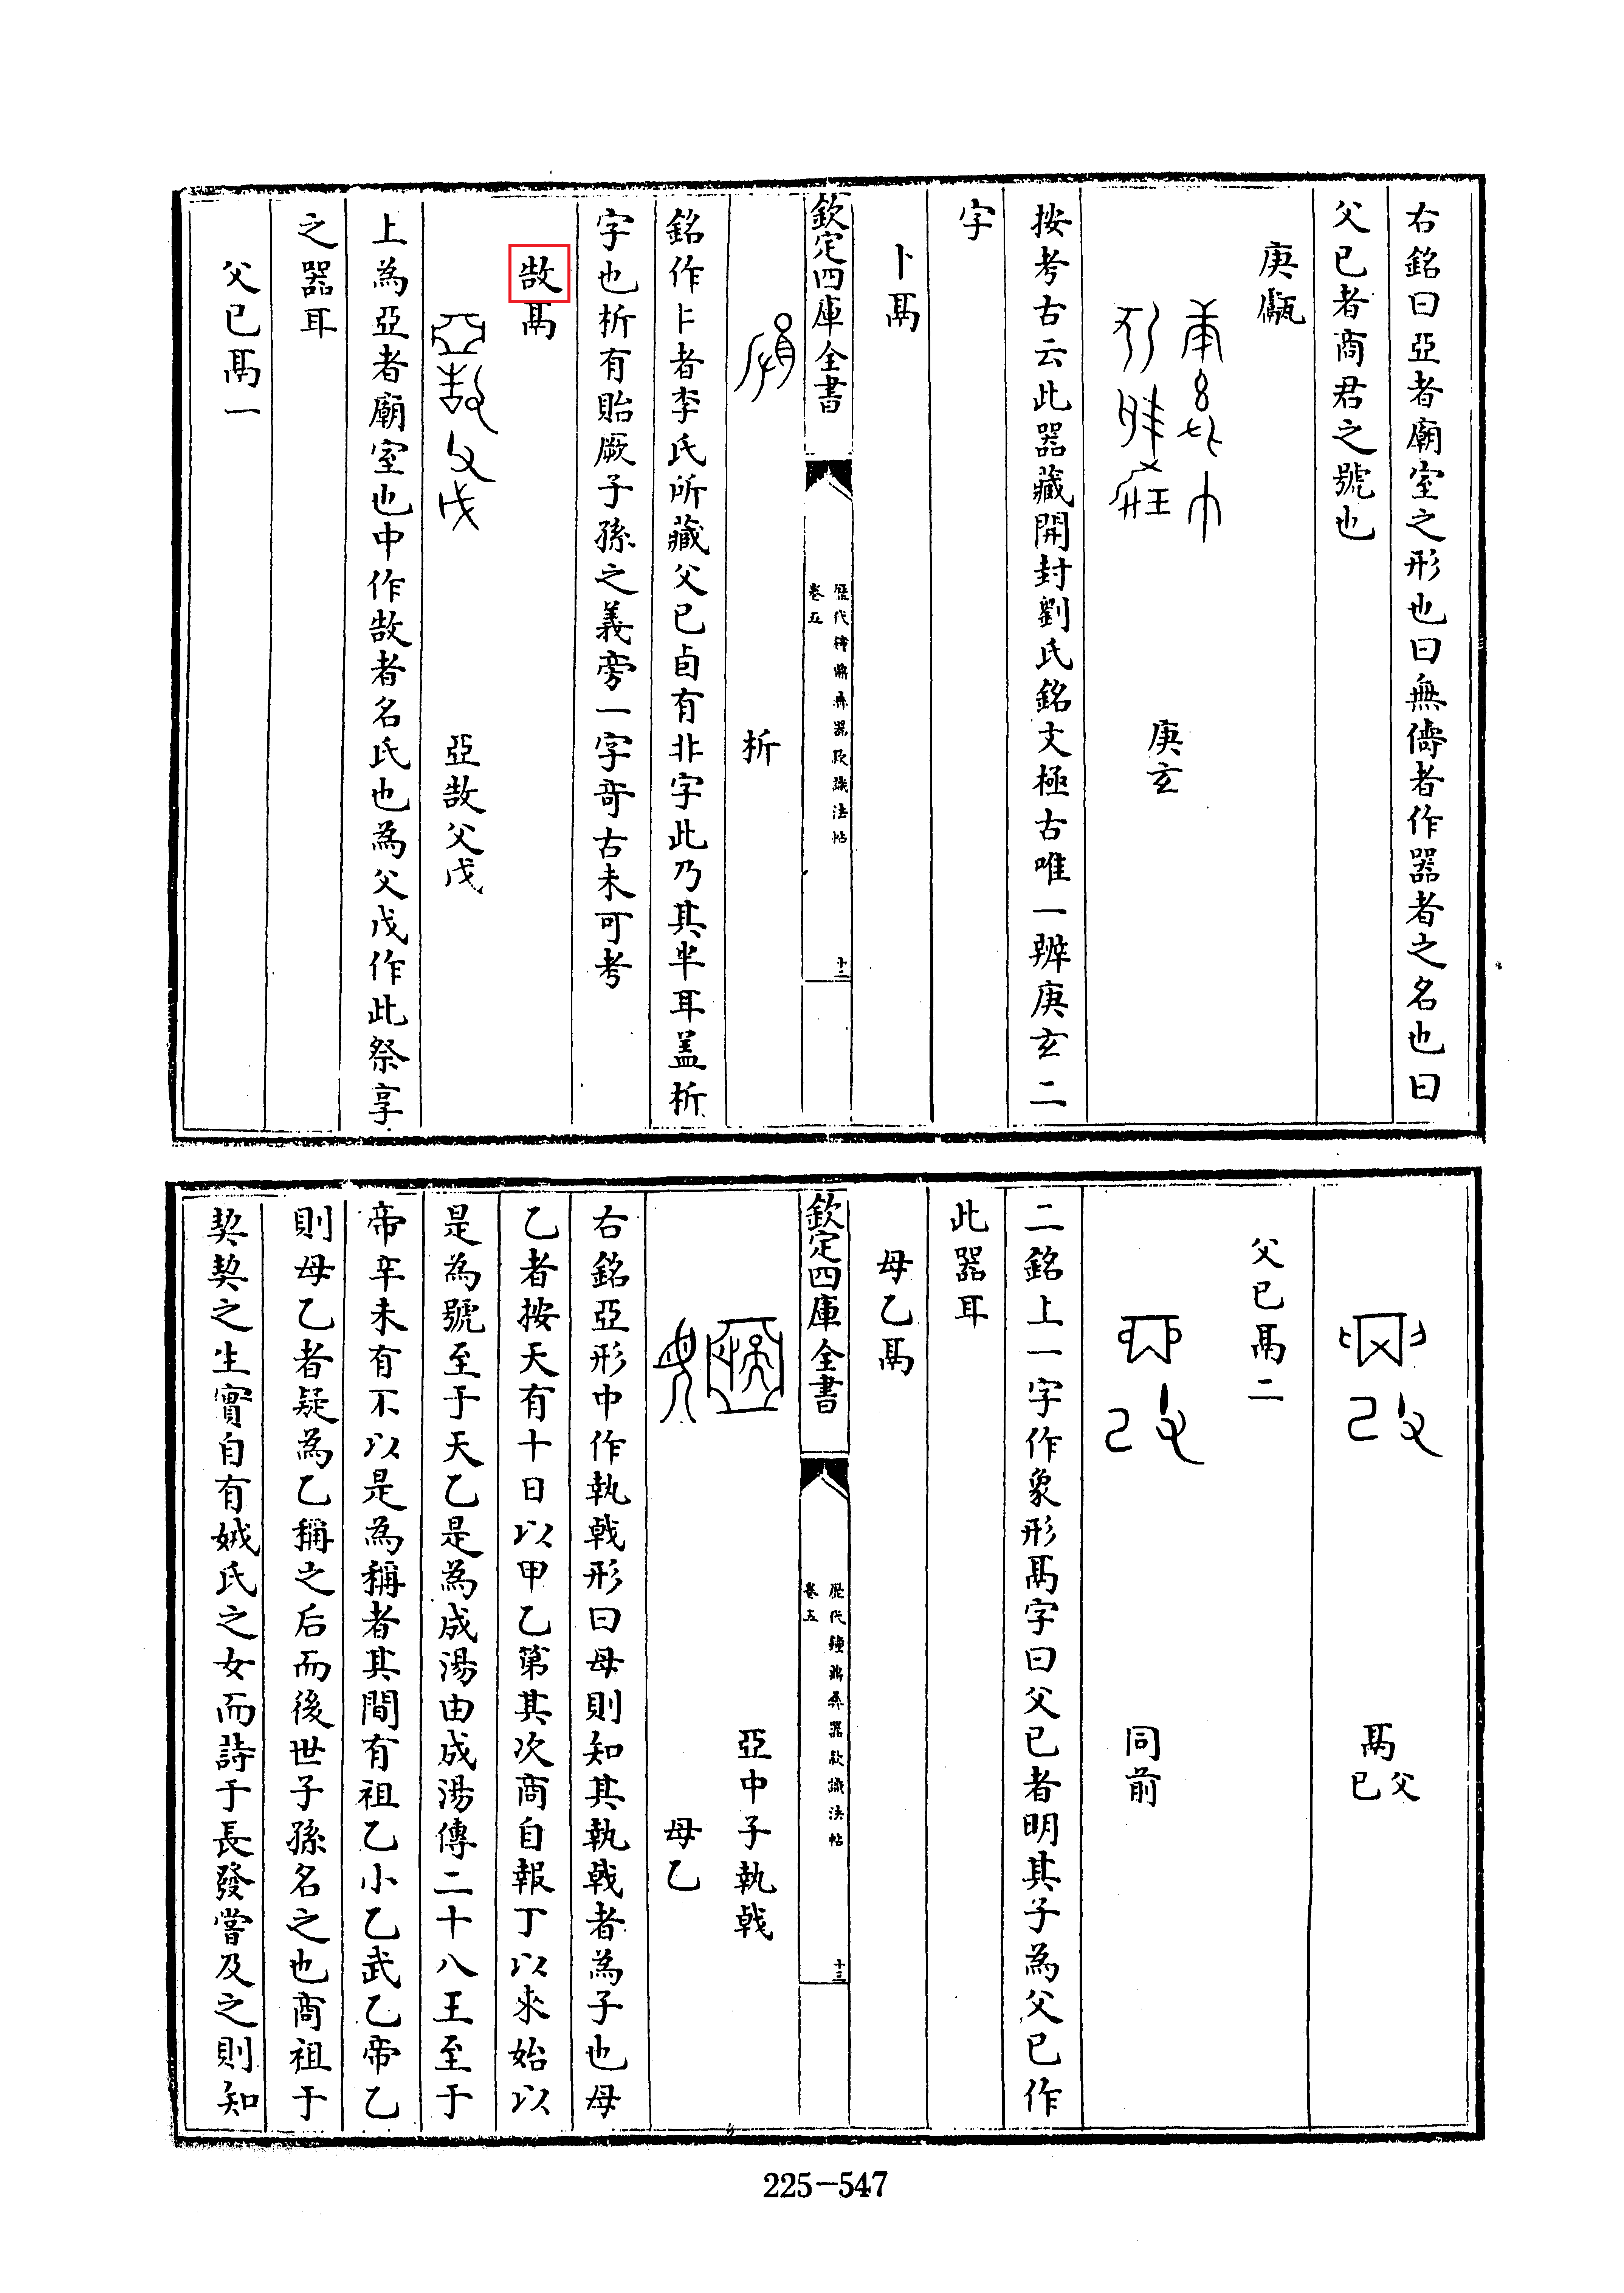 右銘曰亞者廟室之形也曰無儔者作器者之名也曰
父已者商君之號也
庚甗
庚玄
按考古云此器藏開封劉氏銘文極古唯一辨庚玄二
字
卜鬲
欽定四庫全書
歷代鐘鼎彝器款識法帖
卷五
十二
析
銘作卜者李氏所藏父已卣有非字此乃其半耳盖析
字也析有貽厥子孫之義旁一字竒古未可考
鬲
亞父戊
上為亞者廟室也中作者名氏也為父戊作此祭享
之器耳
父已鬲一
鬲父已
父已鬲二
同前
二銘上一字作象形鬲字曰父已者明其子為父已作
此器耳
母乙鬲
欽定四庫全書
歷代鐘鼎彝器款識法帖
卷五
十三
亞中子執戟
母乙
右銘亞形中作執戟形曰母則知其執戟者為子也母
乙者按天有十日以甲乙第其次商自報丁以來始以
是為號至于天乙是為成湯由成湯傳二十八王至于
帝辛未有不以是為稱者其間有祖乙小乙武乙帝乙
則母乙者疑為乙稱之后而後世子孫名之也商祖于
契契之生實自有娀氏之女而詩于長發嘗及之則知
225-547